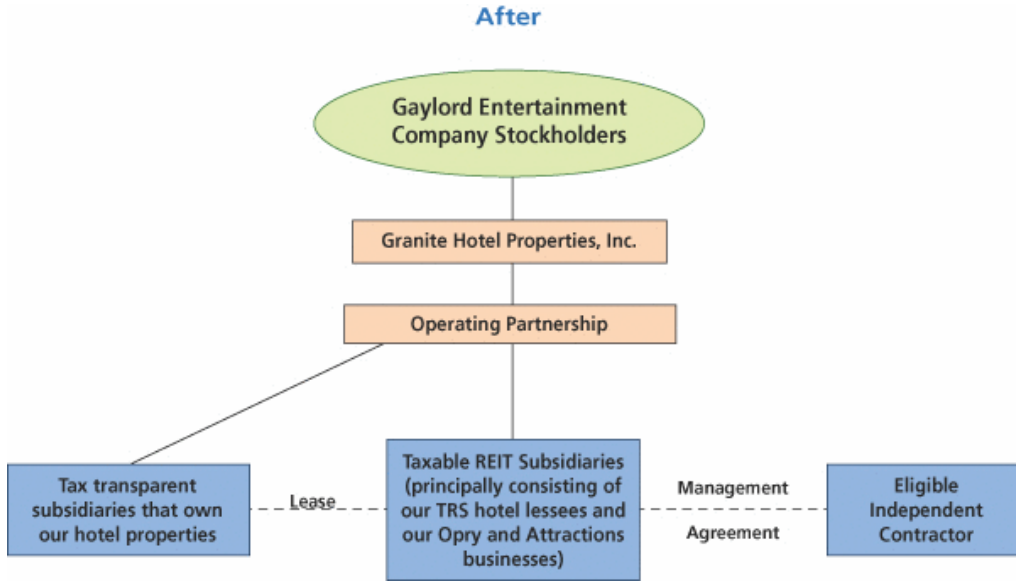 After
Gaylord Entertainment
Company Stockholders
Granite Hotel Properties, Inc.
Operating Partnership
Tax transparent
subsidiaries that own
our hotel properties
Lease
Taxable REIT Subsidiaries
(principally consisting of
our TRS hotel lessees and
our Opry and Attractions
businesses)
Management
Agreement
Eligible
Independent
Contractor